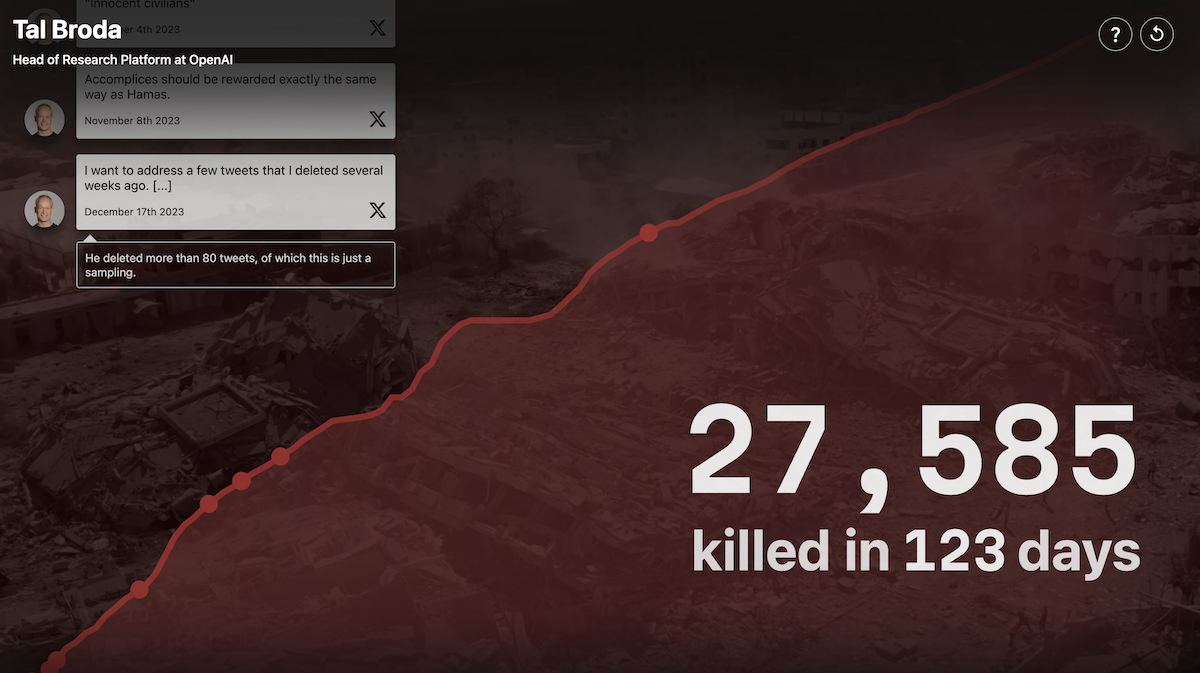 "Innocent civilians"
Tal Broda
er 4th 2023
Head of Research Platform at OpenAI
Accomplices should be rewarded exactly the same
way as Hamas.
November 8th 2023
I want to address a few tweets that I deleted several
weeks ago. [...]
December 17th 2023
He deleted more than 80 tweets, of which this is just a
sampling.
?
27,585
killed in 123 days